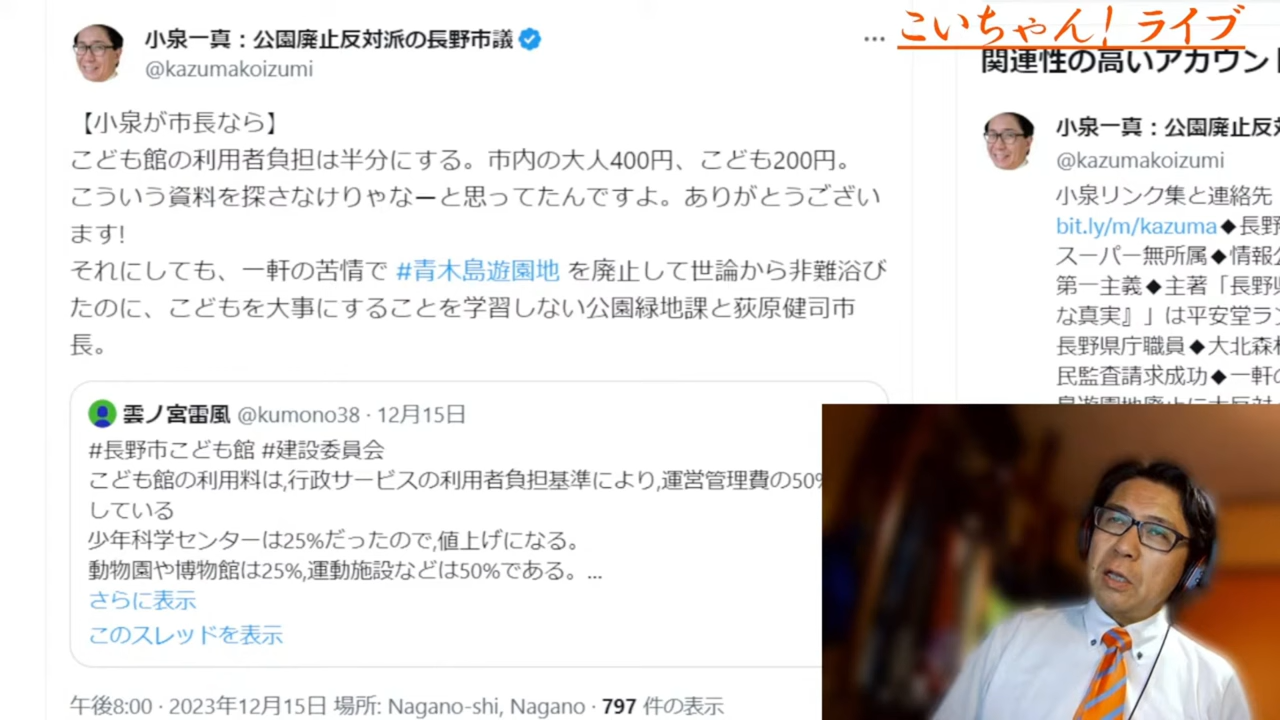 こいちゃん！ライブ
小泉一真：公園廃止反対派の長野市議
@kazumakoizumi
【小泉が市長なら】
こども館の利用者負担は半分にする。市内の大人400円、こども200円。
こういう資料を探さなけりゃなーと思ってたんですよ。ありがとうござい
ます!
それにしても、一軒の苦情で #青木島遊園地 を廃止して世論から非難浴び
たのに、こどもを大事にすることを学習しない公園緑地課と荻原健司市
長。
雲ノ宮雷風 @kumono38 · 12月15日
#長野市こども館 #建設委員会
こども館の利用料は,行政サービスの利用者負担基準により,運営管理費の50%
している
少年科学センターは25%だったので,値上げになる。
動物園や博物館は25%,運動施設などは50%である。...
さらに表示
このスレッドを表示
午後8:00 · 2023年12月15日 場所: Nagano-shi, Nagano · 797 件の表示
関連性の高いアカウント
小泉一真：公園廃止反対
@kazumakoizumi
小泉リンク集と連絡先
bit.ly/m/kazuma◆長野
スーパー無所属◆情報公
第一主義◆主著「長野県
な真実』」は平安堂ラン
長野県庁職員◆大北森林
民監査請求成功◆一軒の
島遊園地廃止に大反対